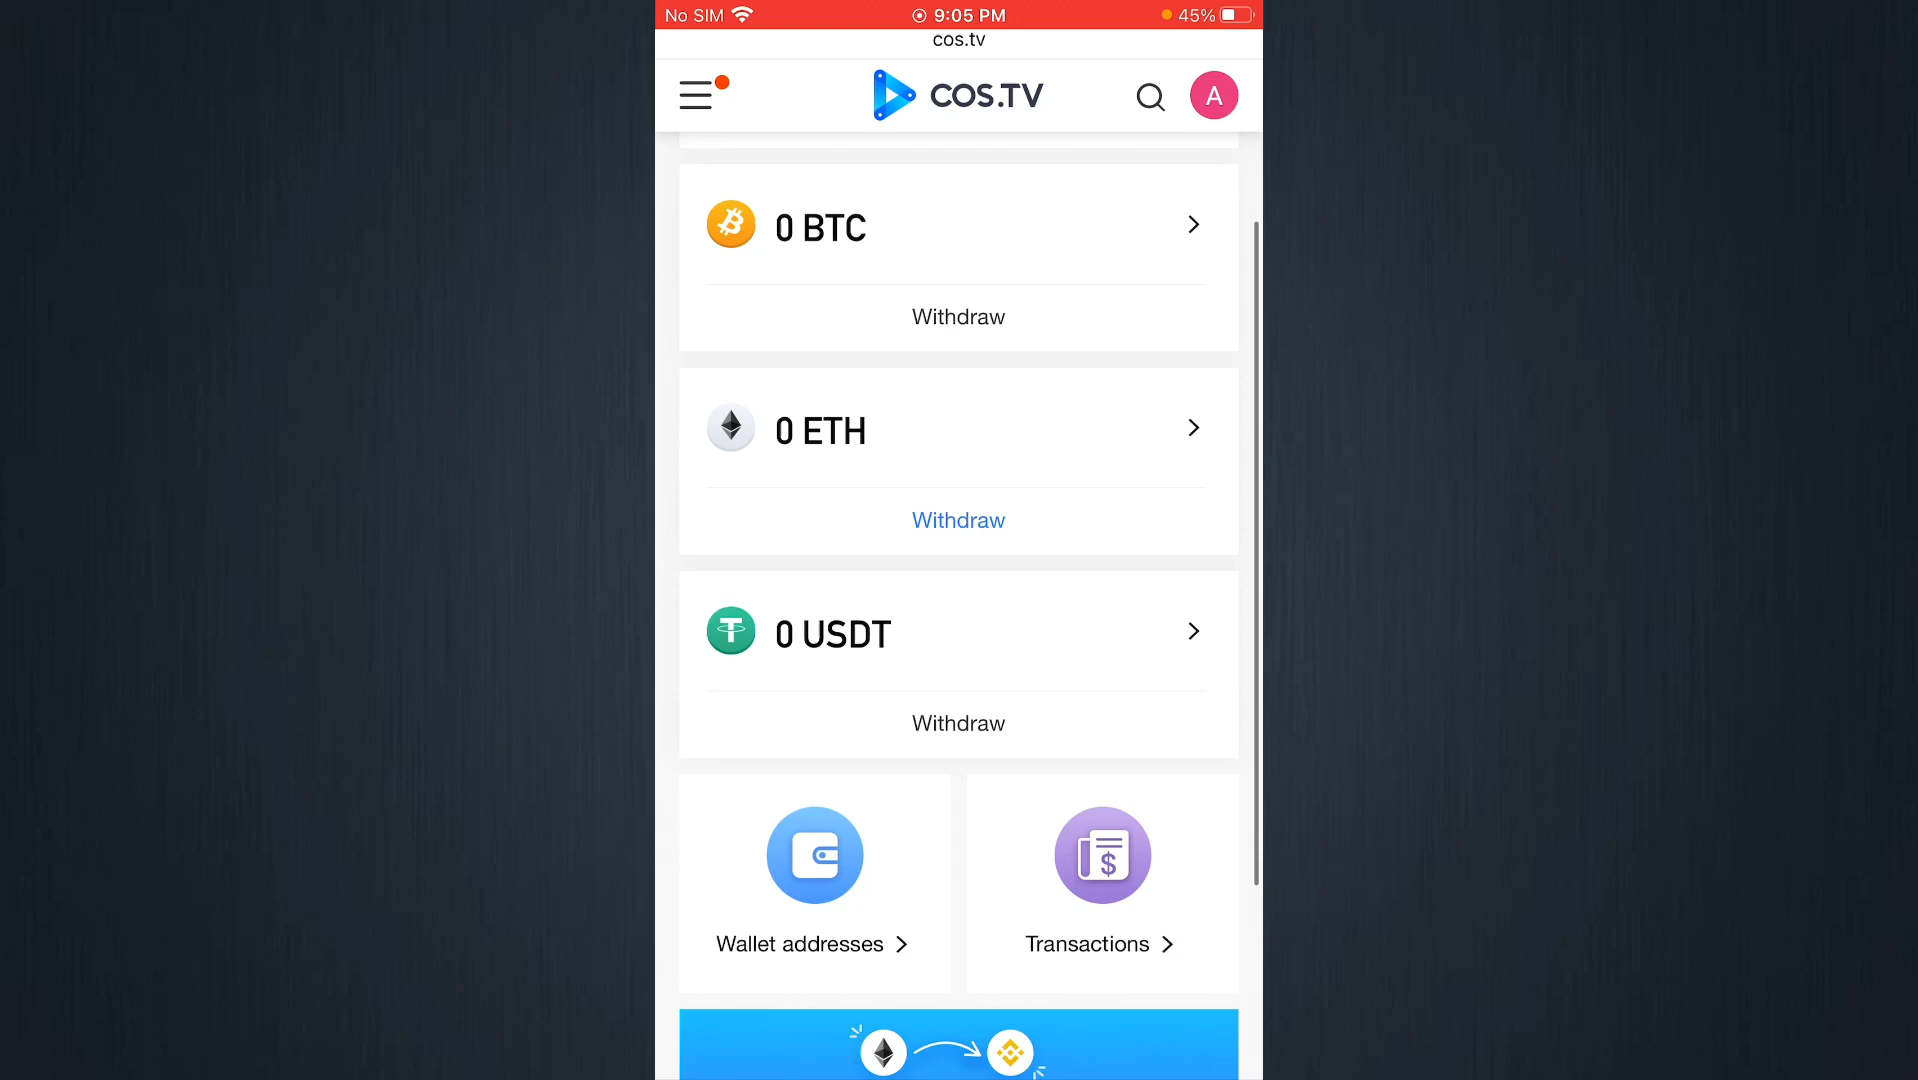 No SIM 9:05 PM 45%
cos.tv
COS.TV A
0 BTC
Withdraw
0 ETH
Withdraw
0 USDT
Withdraw
Wallet addresses Transactions